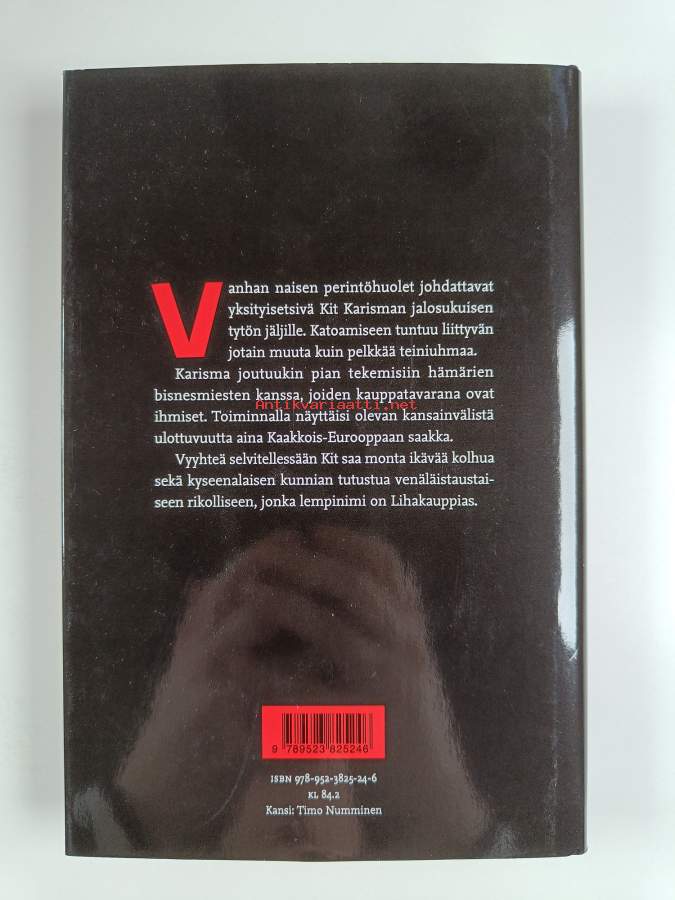 Vanhan naisen perintöhuolet johdattavat
yksityisetsivä Kit Karisman jalosukuisen
tytön jäljille. Katoamiseen tuntuu liittyvän
jotain muuta kuin pelkkää teiniuhmaa.
Karisma joutuukin pian tekemisiin hämärien
bisnesmiesten kanssa, joiden kauppatavarana ovat
Antikvariaatti.net
ihmiset. Toiminnalla näyttäisi olevan kansainvälistä
ulottuvuutta aina Kaakkois-Eurooppaan saakka.
Vyyhteä selvitellessään Kit saa monta ikävää kolhua
sekä kyseenalaisen kunnian tutustua venäläistaustai-
seen rikolliseen, jonka lempinimi on Lihakauppias.
9 789523 825246
ISBN 978-952-3825-24-6
KL 84.2
Kansi: Timo Numminen